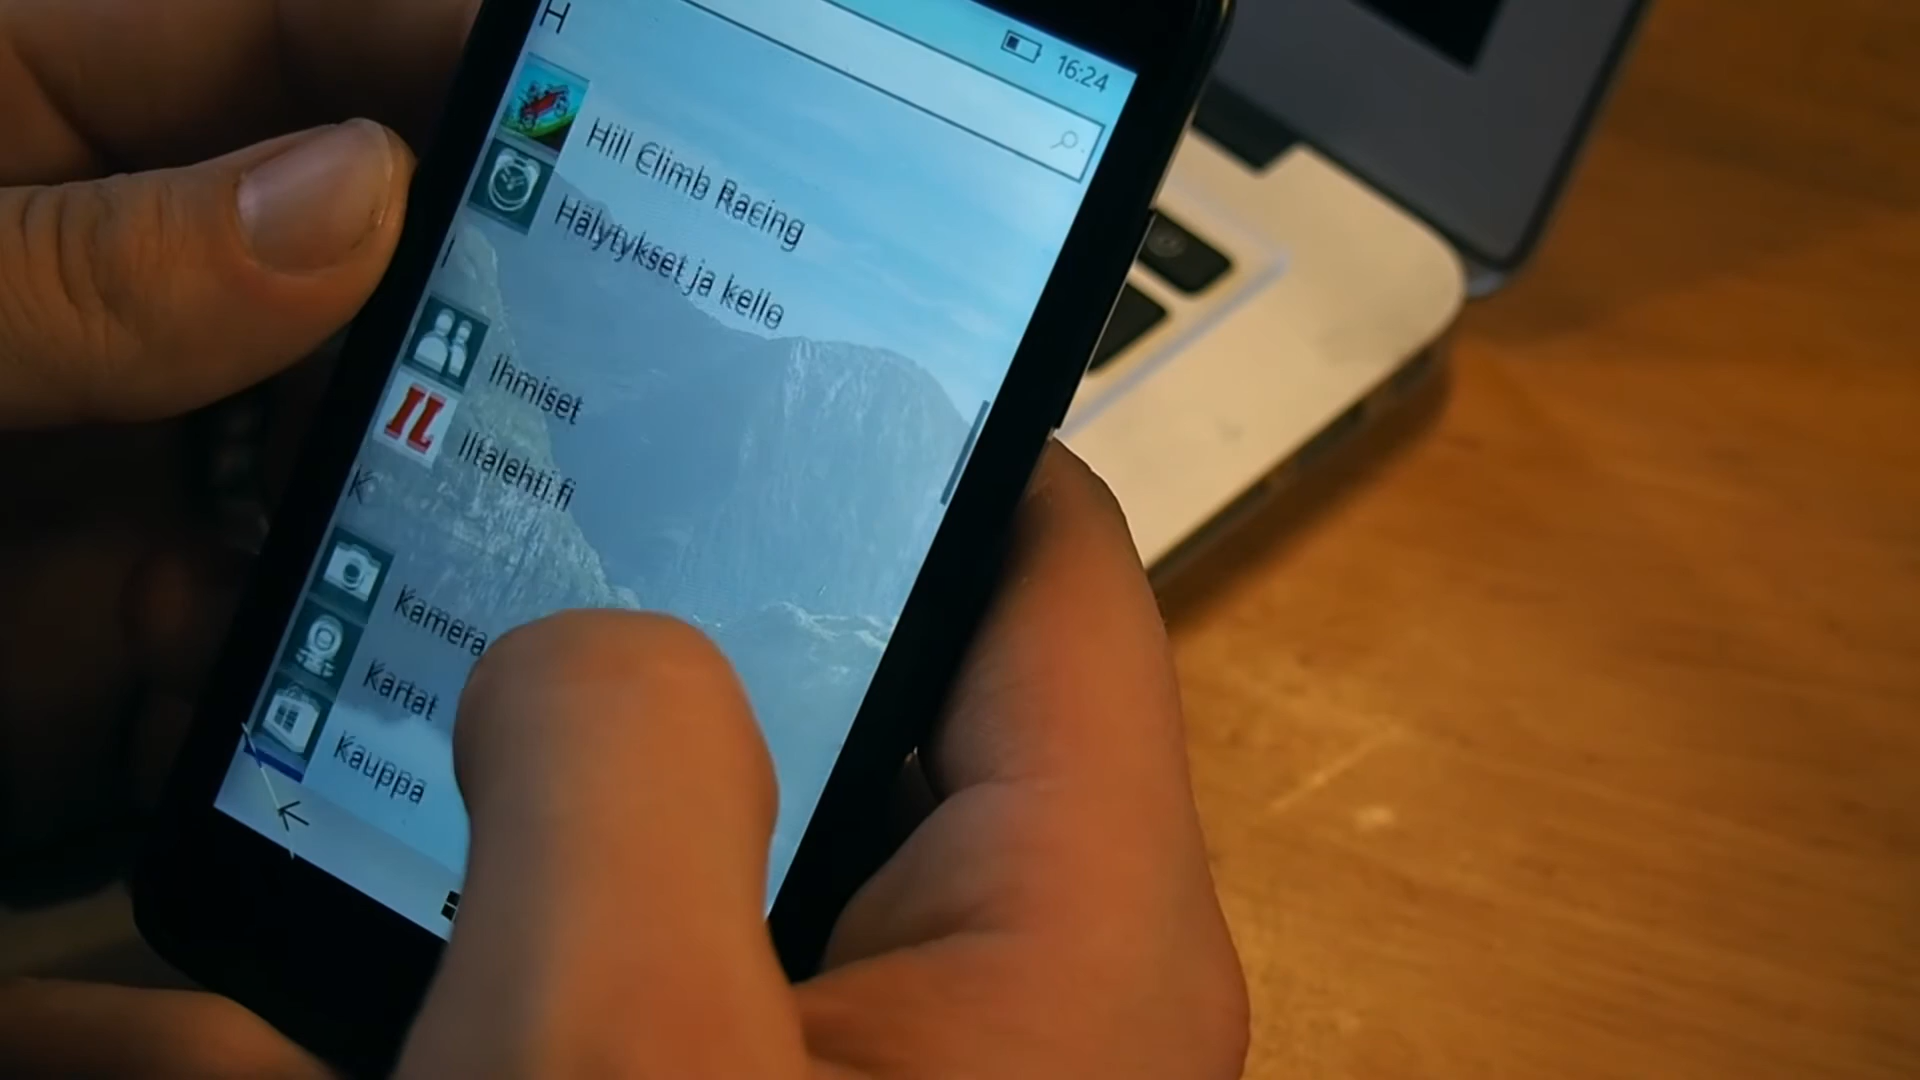 16:24
H
Hill Climb Racing
Hälytykset ja kello
I
Ihmiset
IL
Iltalehti.fi
K
Kamera
Kartat
Kauppa